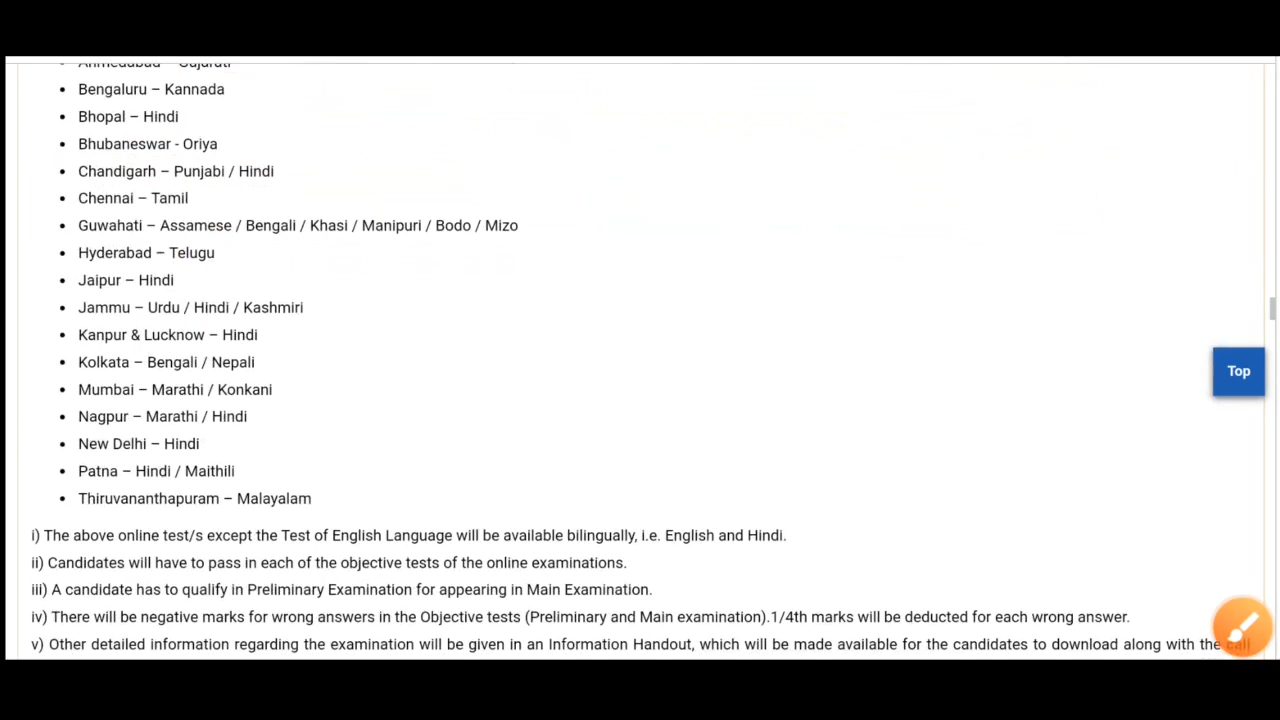 Ahmedabad – Gujarati
Bengaluru – Kannada
Bhopal – Hindi
Bhubaneswar - Oriya
Chandigarh – Punjabi / Hindi
Chennai – Tamil
Guwahati – Assamese / Bengali / Khasi / Manipuri / Bodo / Mizo
Hyderabad – Telugu
Jaipur – Hindi
Jammu – Urdu / Hindi / Kashmiri
Kanpur & Lucknow – Hindi
Kolkata – Bengali / Nepali
Top
Mumbai – Marathi / Konkani
Nagpur – Marathi / Hindi
New Delhi – Hindi
Patna – Hindi / Maithili
Thiruvananthapuram – Malayalam
i) The above online test/s except the Test of English Language will be available bilingually, i.e. English and Hindi.
ii) Candidates will have to pass in each of the objective tests of the online examinations.
iii) A candidate has to qualify in Preliminary Examination for appearing in Main Examination.
iv) There will be negative marks for wrong answers in the Objective tests (Preliminary and Main examination).1/4th marks will be deducted for each wrong answer.
v) Other detailed information regarding the examination will be given in an Information Handout, which will be made available for the candidates to download along with the call